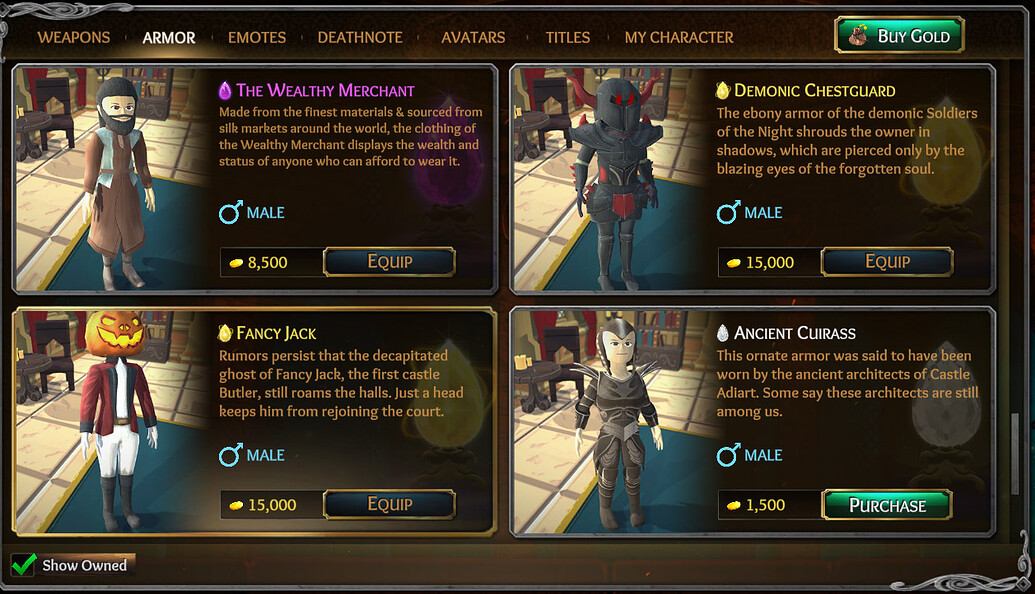 WEAPONS ARMOR EMOTES DEATHNOTE AVATARS TITLES MY CHARACTER BUY GOLD
THE WEALTHY MERCHANT
Made from the finest materials & sourced from
silk markets around the world, the clothing of
the Wealthy Merchant displays the wealth and
status of anyone who can afford to wear it.
MALE
8,500 EQUIP
DEMONIC CHESTGUARD
The ebony armor of the demonic Soldiers
of the Night shrouds the owner in
shadows, which are pierced only by the
blazing eyes of the forgotten soul.
MALE
15,000 EQUIP
FANCY JACK
Rumors persist that the decapitated
ghost of Fancy Jack, the first castle
Butler, still roams the halls. Just a head
keeps him from rejoining the court.
MALE
15,000 EQUIP
ANCIENT CUIRASS
This ornate armor was said to have been
worn by the ancient architects of Castle
Adiart. Some say these architects are still
among us.
MALE
1,500 PURCHASE
Show Owned